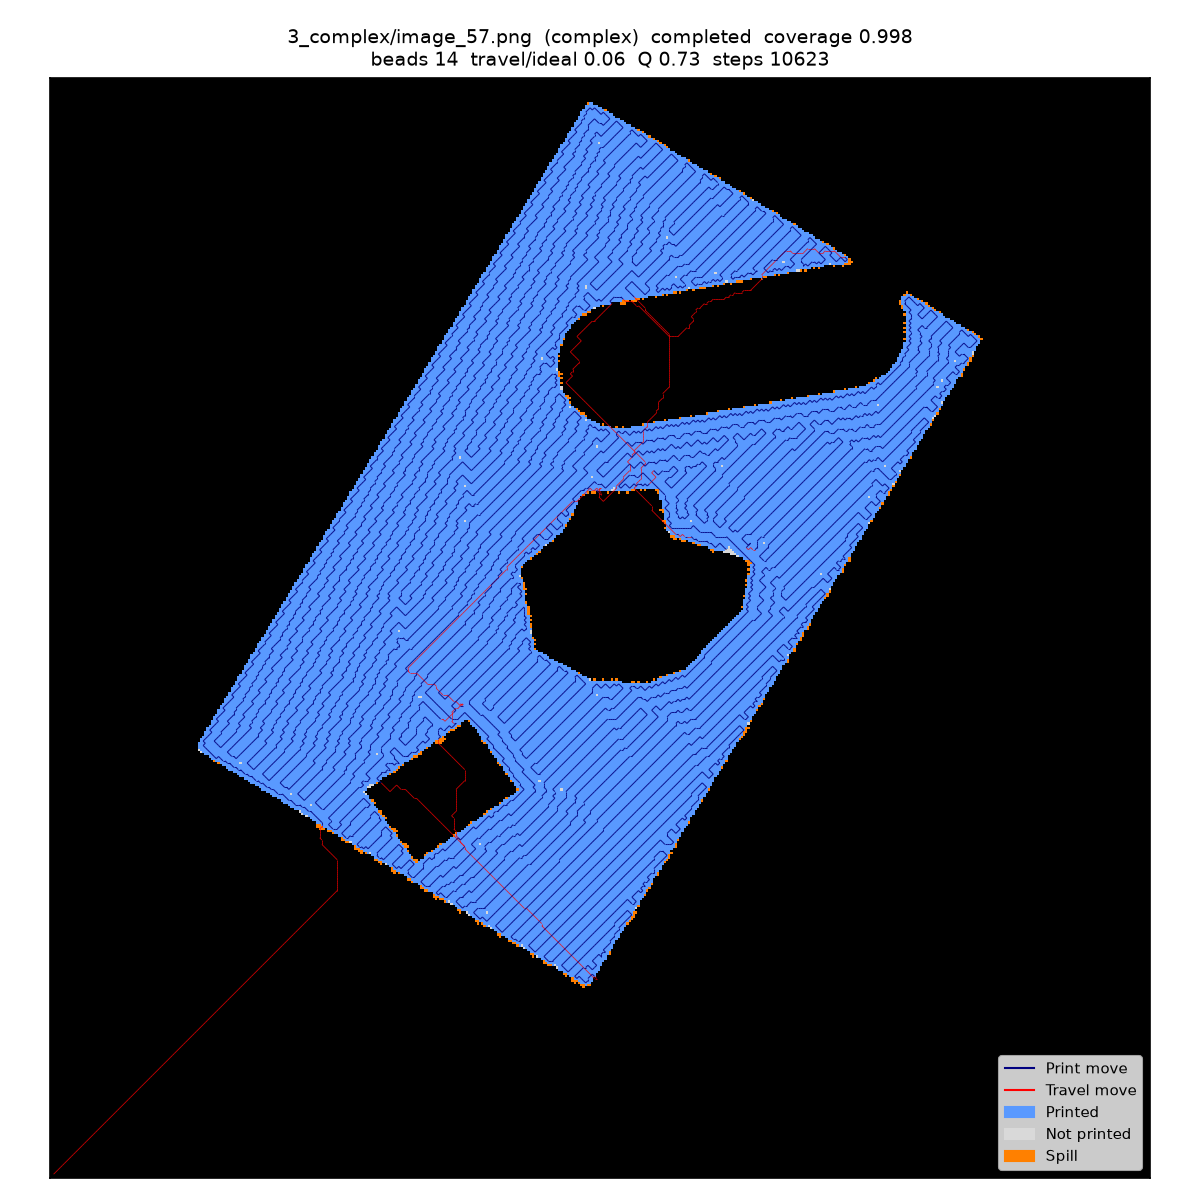 3_complex/image_57.png  (complex)  completed  coverage 0.998
beads 14  travel/ideal 0.06  Q 0.73  steps 10623
Print move
Travel move
Printed
Not printed
Spill